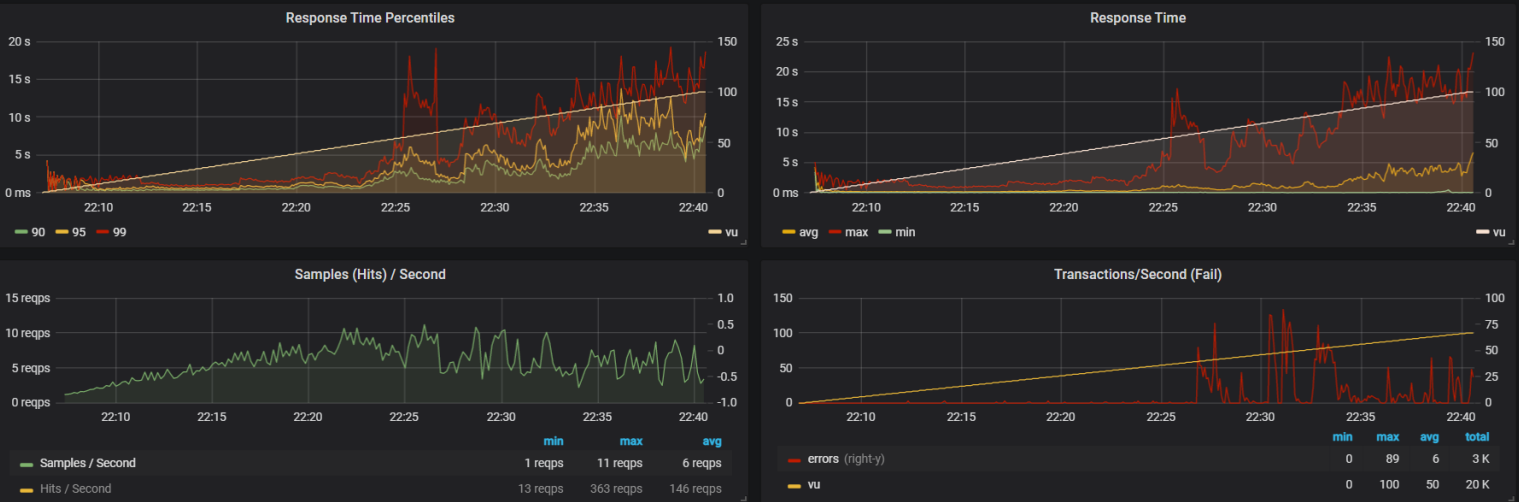 Response Time Percentiles
20 s
15 s
10 s
5 s
0 ms
150
100
50
0
22:10 22:15 22:20 22:25 22:30 22:35 22:40
90 95 99 vu
Response Time
25 s
20 s
15 s
10 s
5 s
0 ms
150
100
50
0
22:10 22:15 22:20 22:25 22:30 22:35 22:40
avg max min vu
Samples (Hits) / Second
15 reqps
10 reqps
5 reqps
0 reqps
1.0
0.5
0
-0.5
-1.0
22:10 22:15 22:20 22:25 22:30 22:35 22:40
min max avg
Samples / Second 1 reqps 11 reqps 6 reqps
Hits / Second 13 reqps 363 reqps 146 reqps
Transactions/Second (Fail)
150
100
50
0
100
75
50
25
0
22:10 22:15 22:20 22:25 22:30 22:35 22:40
min max avg total
errors (right-y) 0 89 6 3 K
vu 0 100 50 20 K